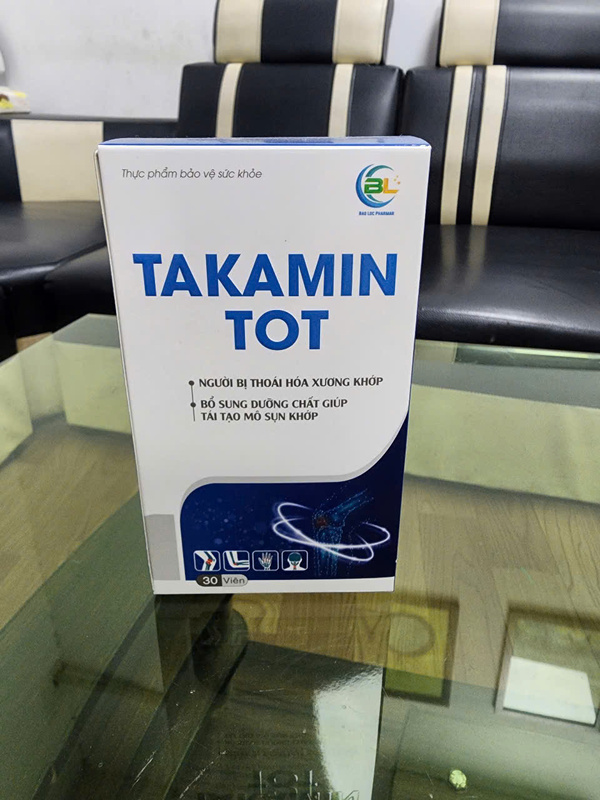 Thực phẩm bảo vệ sức khỏe
BL
BAO LOC PHARMAR
TAKAMIN
TOT
NGƯỜI BỊ THOÁI HÓA XƯƠNG KHỚP
BỔ SUNG DƯỠNG CHẤT GIÚP
TÁI TẠO MÔ SỤN KHỚP
30 Viên